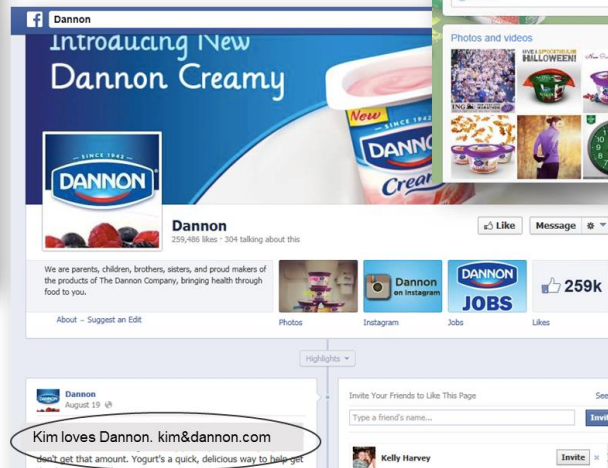 Dannon
Photos and videos
Introducing New
Dannon Creamy
HALLOWEEN!
New
SINCE 1942
DANNON
Creamy
SINCE 1942
DANNON
Dannon
259,486 likes · 304 talking about this
Like
Message
We are parents, children, brothers, sisters, and proud makers of
the products of The Dannon Company, bringing health through
food to you.
About – Suggest an Edit
Photos
Dannon
on Instagram
Instagram
DANNON
JOBS
Jobs
259k
Likes
Highlights
Dannon
August 19
Kim loves Dannon. kim&dannon.com
don't get that amount. Yogurt's a quick, delicious way to help get
Invite Your Friends to Like This Page
See
Type a friend's name...
Invit
Kelly Harvey
Invite